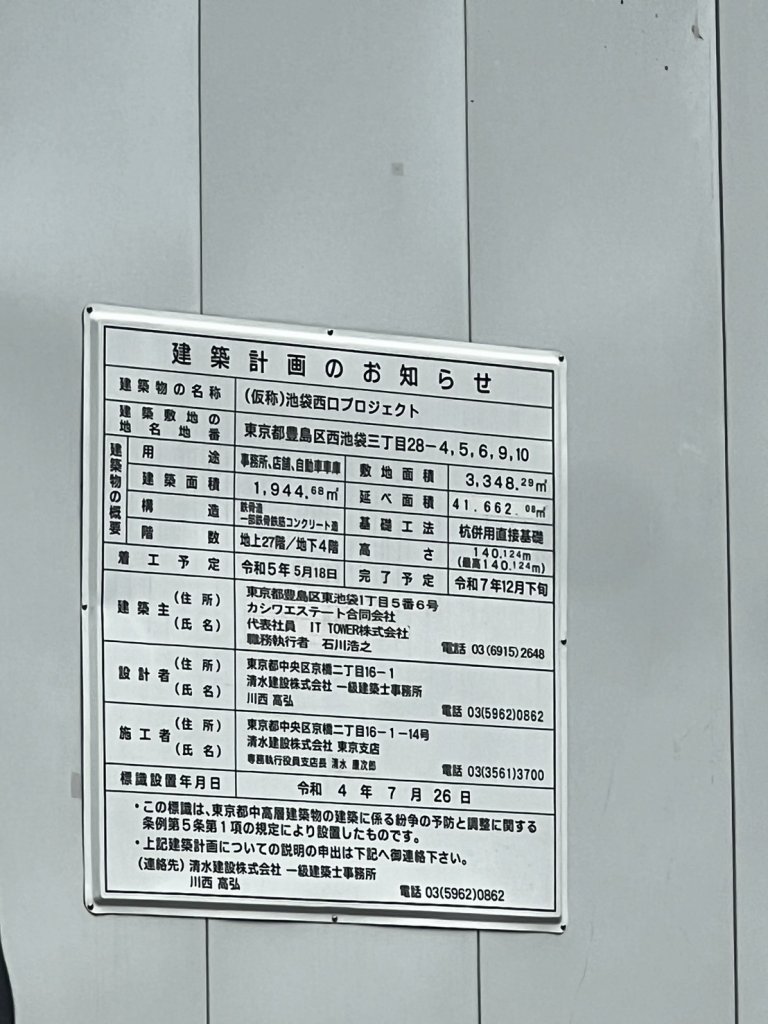 建築計画のお知らせ
建築物の名称 (仮称)池袋西口プロジェクト
建築敷地の地名地番 東京都豊島区西池袋三丁目28-4,5,6,9,10
建築物の概要
用途 事務所、店舗、自動車車庫 敷地面積 3,348.29㎡
建築面積 1,944.68㎡ 延べ面積 41.662.08㎡
構造 鉄骨造 一部鉄骨鉄筋コンクリート造 基礎工法 杭併用直接基礎
階数 地上27階/地下4階 高さ 140.124m (最高140.124m)
着工予定 令和5年5月18日 完了予定 令和7年12月下旬
建築主 (住所) 東京都豊島区東池袋1丁目5番6号
(氏名) カシワエステート合同会社
代表社員 IT TOWER株式会社
職務執行者 石川浩之 電話 03(6915)2648
設計者 (住所) 東京都中央区京橋二丁目16-1
(氏名) 清水建設株式会社 一級建築士事務所
川西 高弘 電話 03(5962)0862
施工者 (住所) 東京都中央区京橋二丁目16-1-14号
(氏名) 清水建設株式会社 東京支店
専務執行役員支店長 清水 康次郎 電話 03(3561)3700
標識設置年月日 令和 4 年 7 月 26 日
・この標識は、東京都中高層建築物の建築に係る紛争の予防と調整に関する
条例第5条第1項の規定により設置したものです。
・上記建築計画についての説明の申出は下記へ御連絡下さい。
(連絡先) 清水建設株式会社 一級建築士事務所
川西 高弘 電話 03(5962)0862